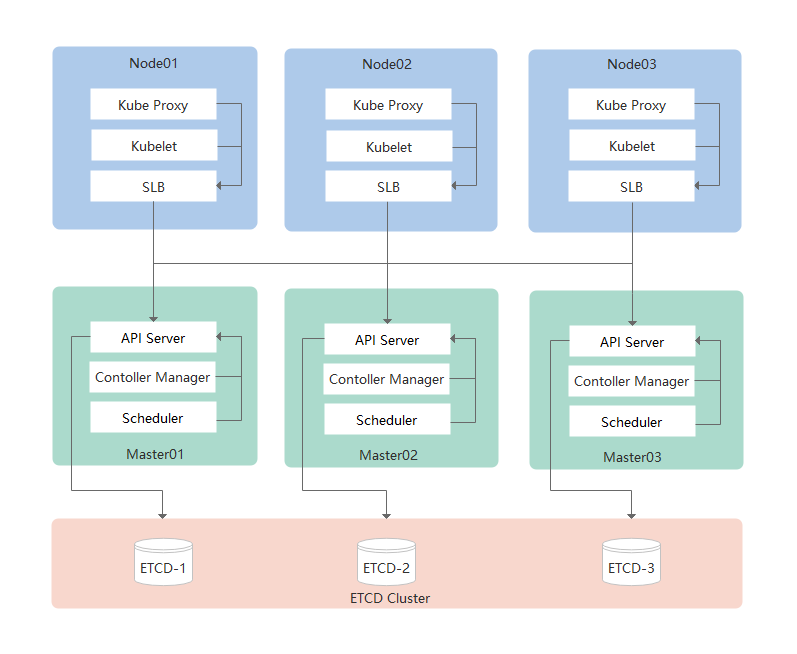 Node01
Kube Proxy
Kubelet
SLB
Node02
Kube Proxy
Kubelet
SLB
Node03
Kube Proxy
Kubelet
SLB
API Server
Contoller Manager
Scheduler
Master01
API Server
Contoller Manager
Scheduler
Master02
API Server
Contoller Manager
Scheduler
Master03
ETCD-1
ETCD-2
ETCD-3
ETCD Cluster